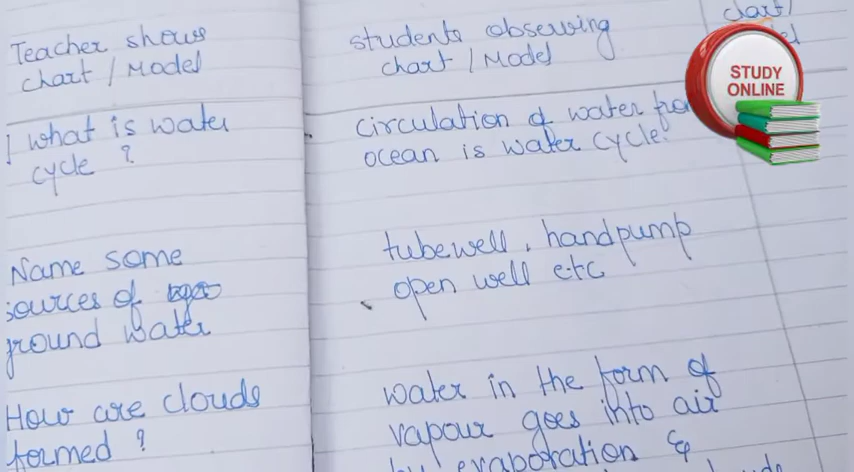 Teacher shows
chart / Model
1 what is water
cycle ?
Name some
sources of
ground water
How are clouds
formed ?
students observing
chart / Model
circulation of water from
ocean is water cycle.
tubewell, handpump
open well etc
water in the form of
vapour goes into air
by evaporation &
chart /
STUDY
ONLINE